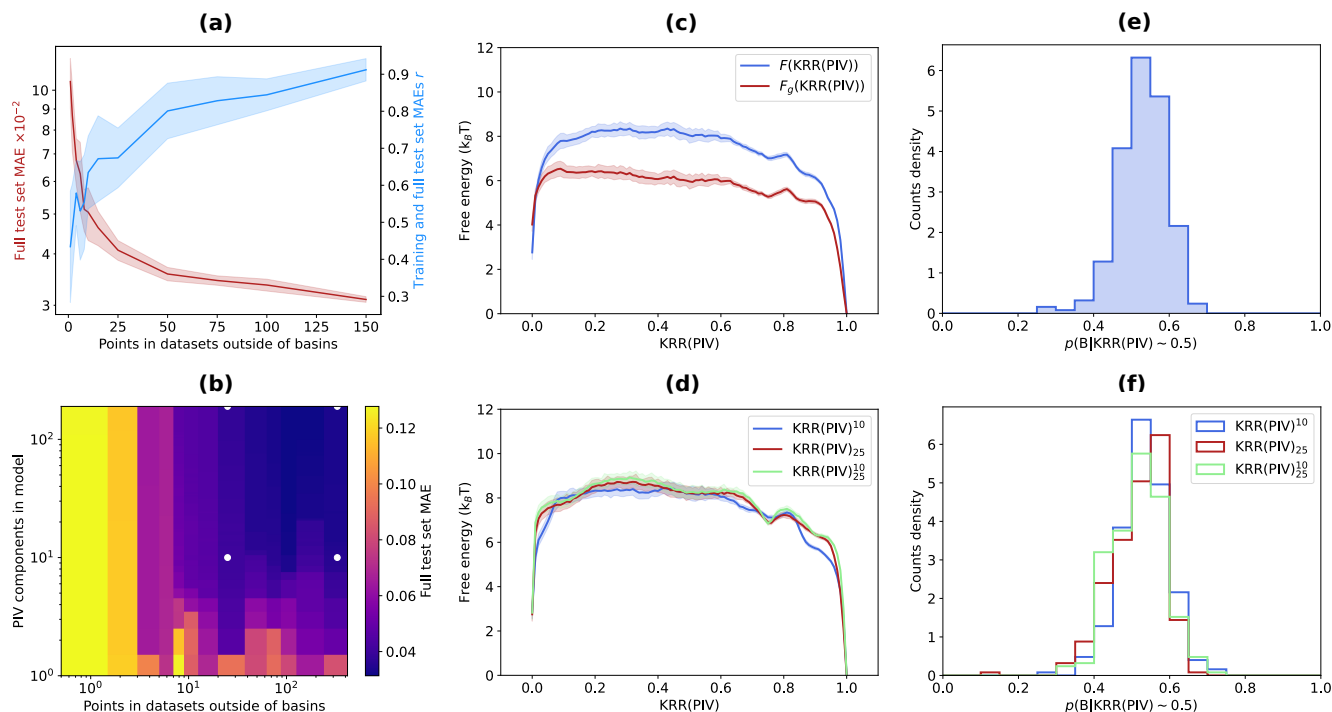 (a)
Full test set MAE ×10⁻²
10
9
8
7
6
5
4
3
0.9
0.8
0.7
0.6
0.5
0.4
0.3
Training and full test set MAEs r
0 25 50 75 100 125 150
Points in datasets outside of basins
(c)
Free energy (k_BT)
12
10
8
6
4
2
0
F(KRR(PIV))
F_g(KRR(PIV))
0.0 0.2 0.4 0.6 0.8 1.0
KRR(PIV)
(e)
Counts density
6
5
4
3
2
1
0
0.0 0.2 0.4 0.6 0.8 1.0
p(B|KRR(PIV) ~ 0.5)
(b)
PIV components in model
10²
10¹
10⁰
10⁰ 10¹ 10²
Points in datasets outside of basins
0.12
0.10
0.08
0.06
0.04
Full test set MAE
(d)
Free energy (k_BT)
12
10
8
6
4
2
0
KRR(PIV)¹⁰
KRR(PIV)₂₅
KRR(PIV)₂₅¹⁰
0.0 0.2 0.4 0.6 0.8 1.0
KRR(PIV)
(f)
Counts density
6
5
4
3
2
1
0
KRR(PIV)¹⁰
KRR(PIV)₂₅
KRR(PIV)₂₅¹⁰
0.0 0.2 0.4 0.6 0.8 1.0
p(B|KRR(PIV) ~ 0.5)